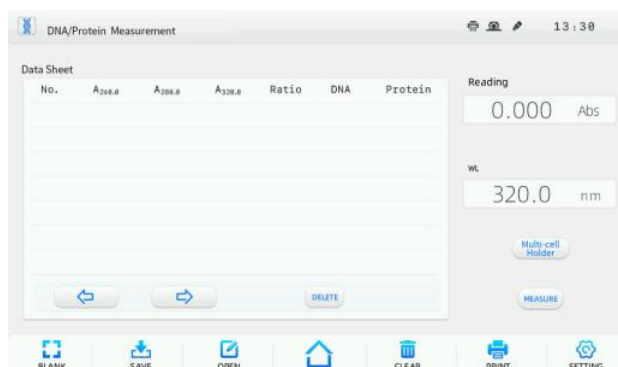 DNA/Protein Measurement 13:30
Data Sheet
No. A260.0 A280.0 A320.0 Ratio DNA Protein
Reading
0.000 Abs
WL
320.0 nm
Multi-cell
Holder
DELETE
MEASURE
BLANK SAVE OPEN CLEAR PRINT SETTING